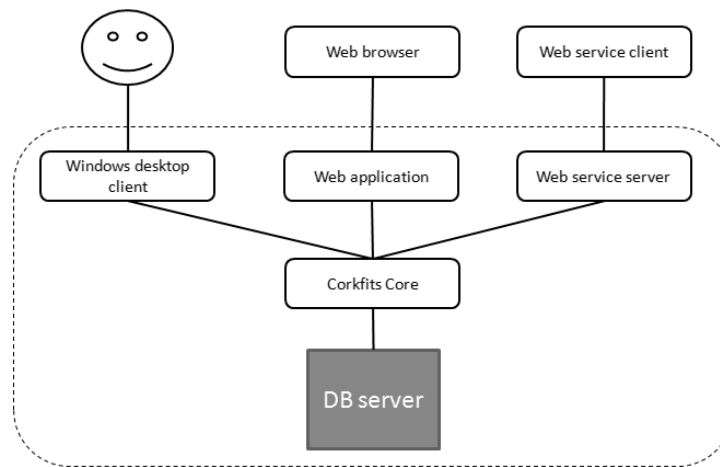 Web browser
Web service client
Windows desktop
client
Web application
Web service server
Corkfits Core
DB server